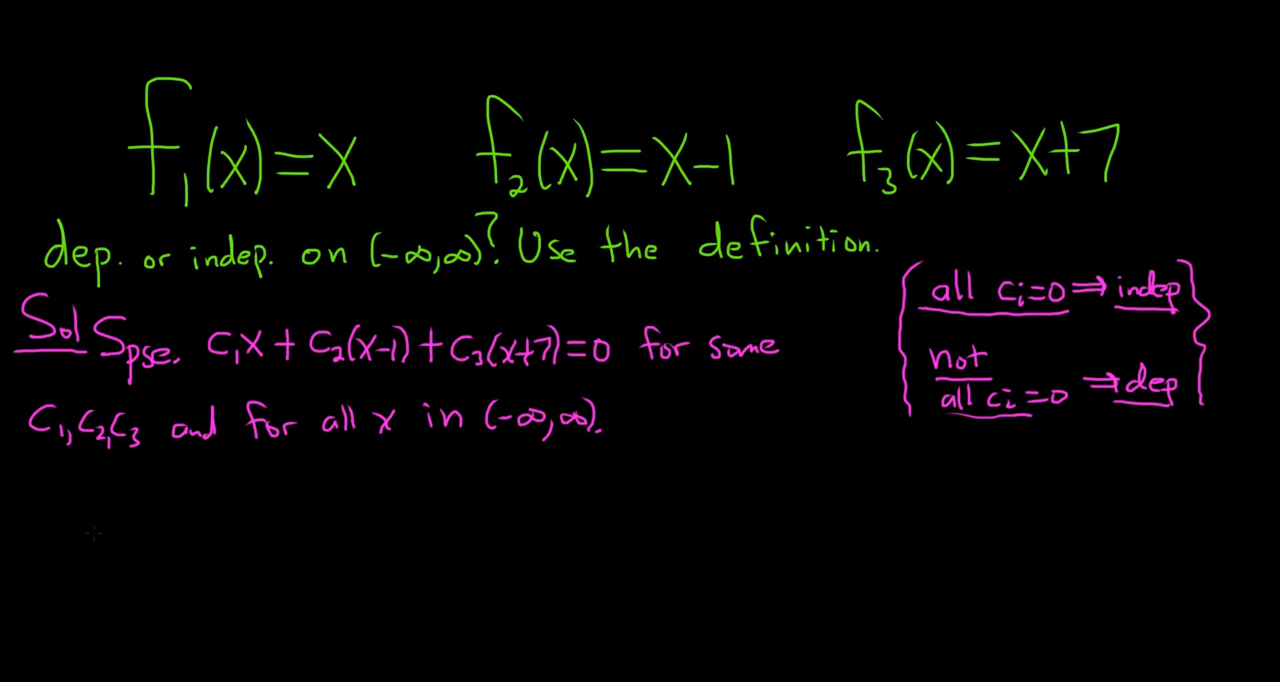 f₁(x)=x f₂(x)=x-1 f₃(x)=x+7
dep. or indep. on (-∞,∞)? Use the definition.
Sol Spse. c₁x + c₂(x-1) + c₃(x+7)=0 for some
c₁,c₂,c₃ and for all x in (-∞,∞).
all cᵢ=0 ⇒ indep
not
all cᵢ=0 ⇒ dep